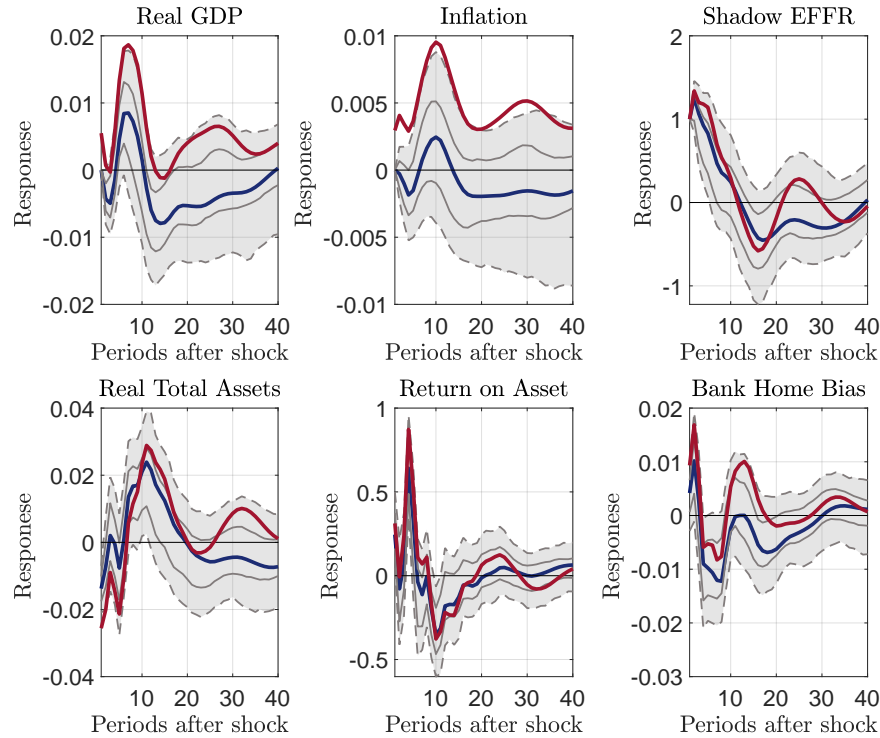 Real GDP
Inflation
Shadow EFFR
0.02
0.01
0
-0.01
-0.02
Responese
10 20 30 40
Periods after shock
0.01
0.005
0
-0.005
-0.01
Responese
10 20 30 40
Periods after shock
2
1
0
-1
Responese
10 20 30 40
Periods after shock
Real Total Assets
Return on Asset
Bank Home Bias
0.04
0.02
0
-0.02
-0.04
Responese
10 20 30 40
Periods after shock
1
0.5
0
-0.5
Responese
10 20 30 40
Periods after shock
0.02
0.01
0
-0.01
-0.02
-0.03
Responese
10 20 30 40
Periods after shock